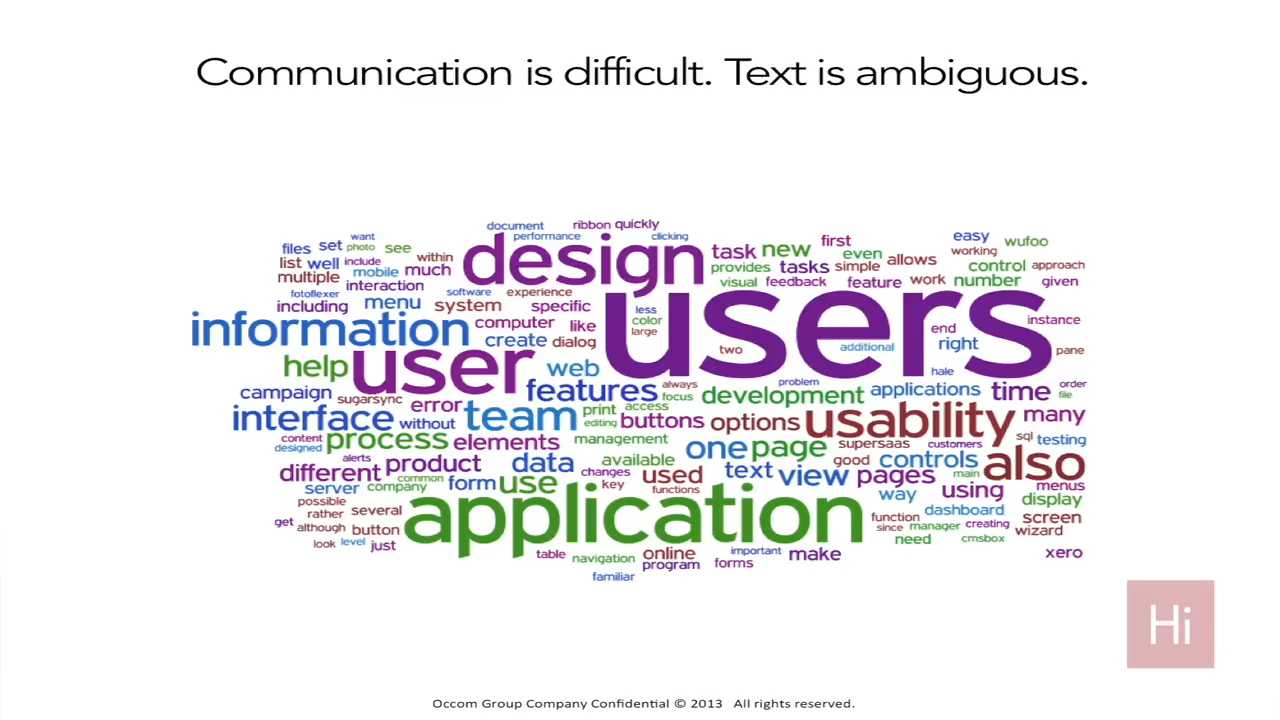 Communication is difficult. Text is ambiguous.
document ribbon quickly
want performance clicking
files set photo see design task new first even easy wufoo
list well include within much provides tasks simple allows working control approach
multiple mobile interaction visual feedback feature work number given
fotoflexer software experience
including menu system specific users less color large instance
information computer like create dialog two additional end right pane
help user web hale
campaign sugarsync features always focus development problem applications time order file
interface without error team print access editing buttons options usability many
content designed process elements management one page supersaas customers sql testing
different alerts product data available changes text view good pages controls main also
server company common form use key used functions way using menus display
possible rather several application dashboard
get although button function since manager creating screen wizard
look level just need cmsbox
table navigation online program forms important make xero
familiar
Hi
Occom Group Company Confidential © 2013 All rights reserved.